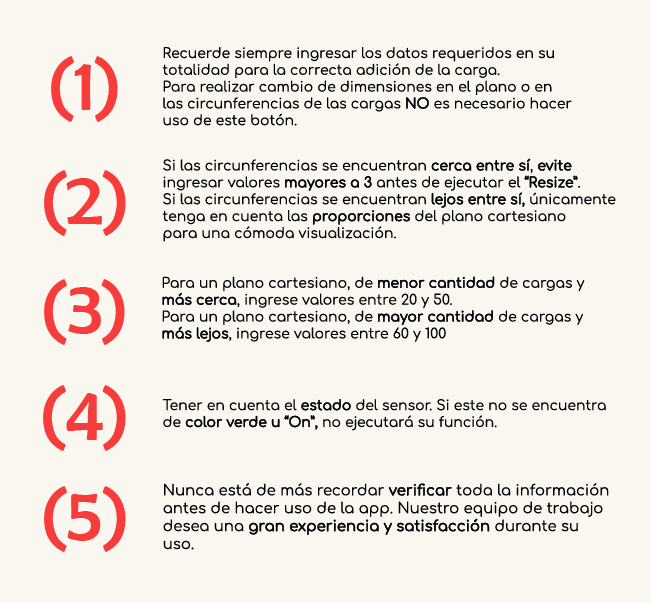 (1)
Recuerde siempre ingresar los datos requeridos en su
totalidad para la correcta adición de la carga.
Para realizar cambio de dimensiones en el plano o en
las circunferencias de las cargas NO es necesario hacer
uso de este botón.
(2)
Si las circunferencias se encuentran cerca entre sí, evite
ingresar valores mayores a 3 antes de ejecutar el “Resize”.
Si las circunferencias se encuentran lejos entre sí, únicamente
tenga en cuenta las proporciones del plano cartesiano
para una cómoda visualización.
(3)
Para un plano cartesiano, de menor cantidad de cargas y
más cerca, ingrese valores entre 20 y 50.
Para un plano cartesiano, de mayor cantidad de cargas y
más lejos, ingrese valores entre 60 y 100
(4)
Tener en cuenta el estado del sensor. Si este no se encuentra
de color verde u “On”, no ejecutará su función.
(5)
Nunca está de más recordar verificar toda la información
antes de hacer uso de la app. Nuestro equipo de trabajo
desea una gran experiencia y satisfacción durante su
uso.